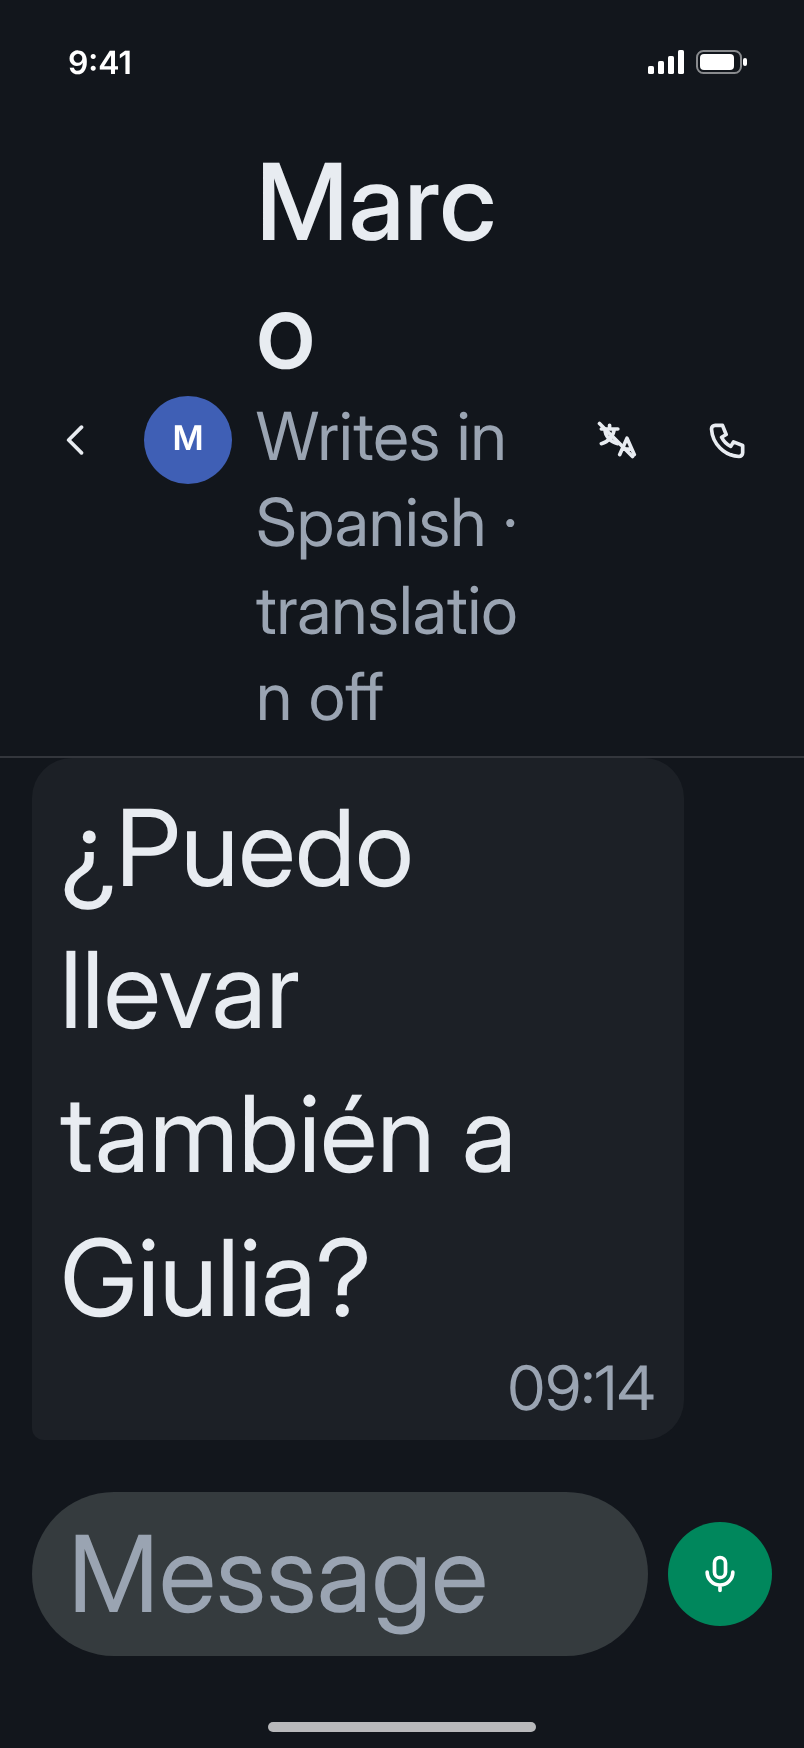 9:41
Marc
o
M
Writes in
Spanish ·
translatio
n off
¿Puedo
llevar
también a
Giulia?
09:14
Message